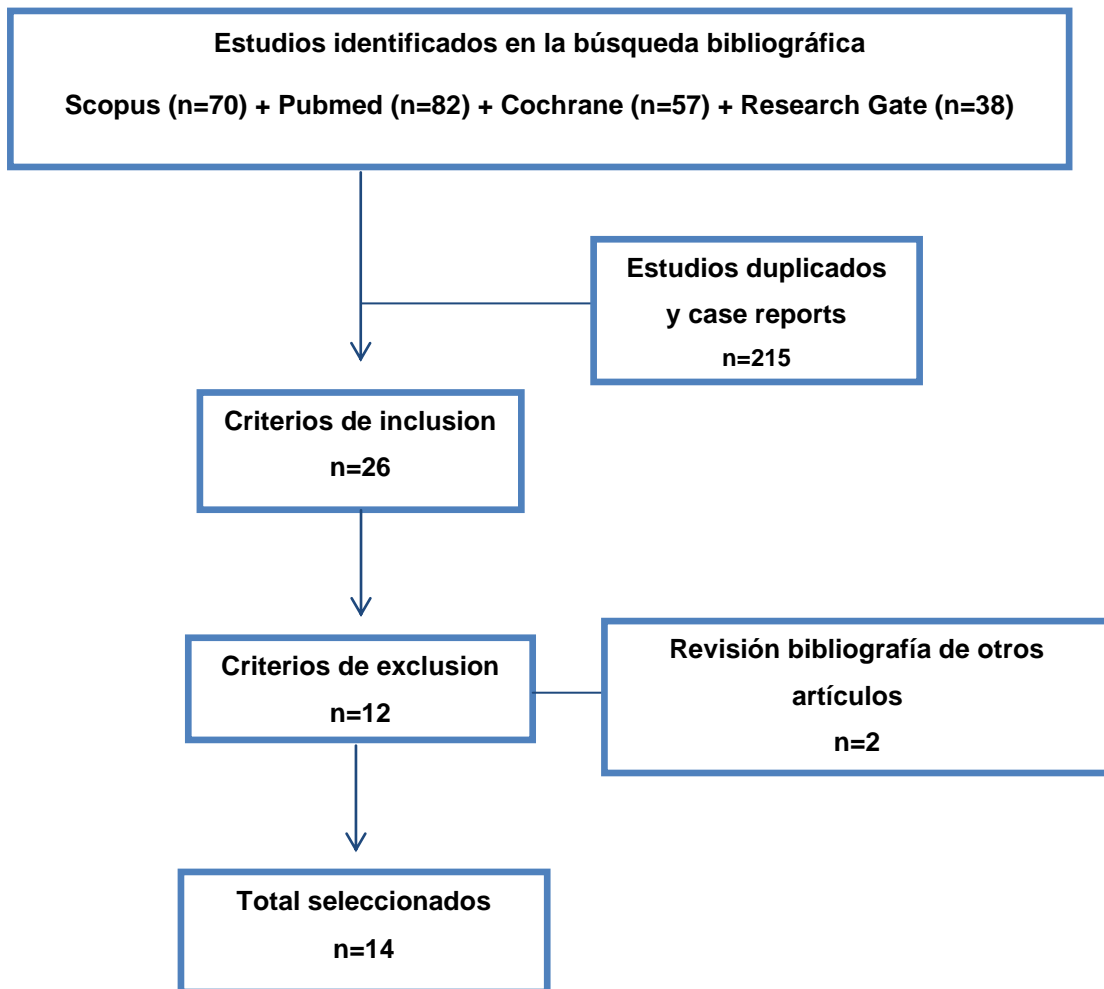 Estudios identificados en la búsqueda bibliográfica
Scopus (n=70) + Pubmed (n=82) + Cochrane (n=57) + Research Gate (n=38)
Estudios duplicados
y case reports
n=215
Criterios de inclusion
n=26
Criterios de exclusion
n=12
Revisión bibliografía de otros
artículos
n=2
Total seleccionados
n=14